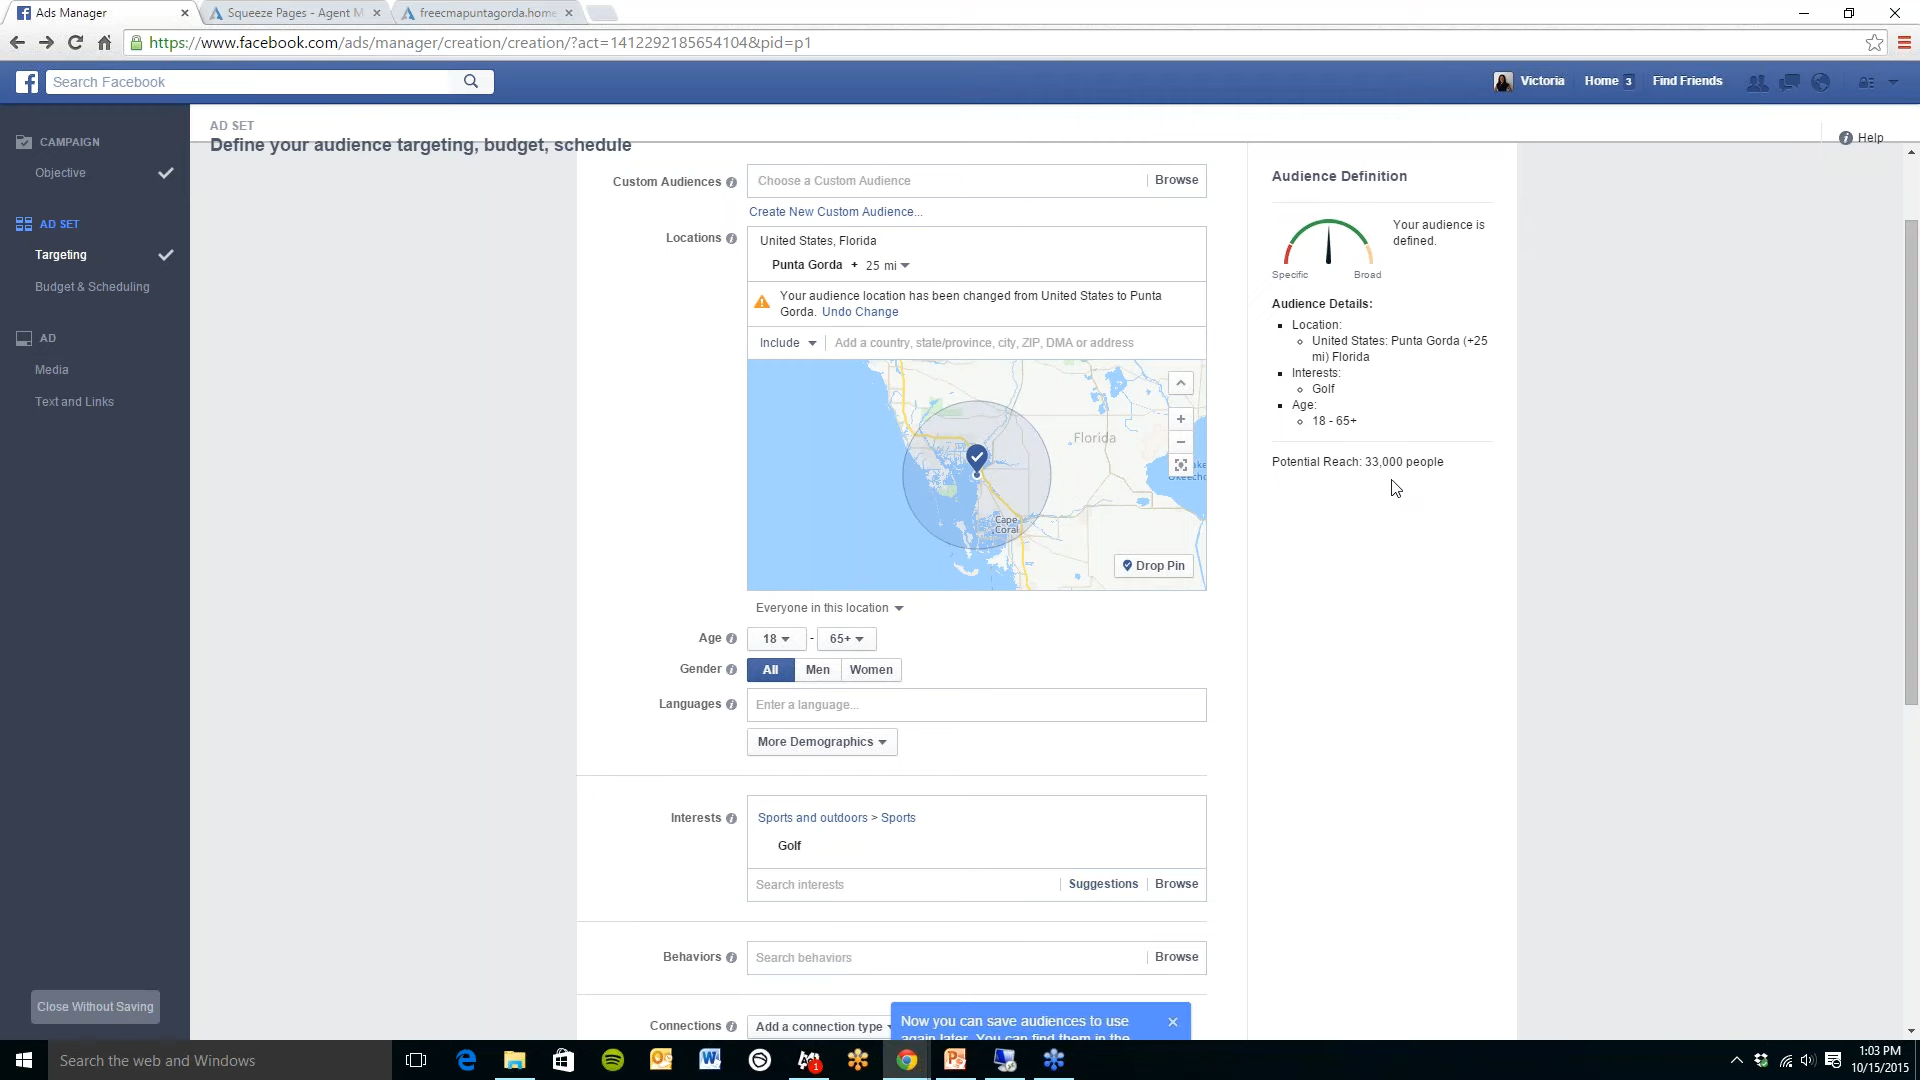 Ads Manager
Squeeze Pages - Agent M
freecmapuntagorda.home
https://www.facebook.com/ads/manager/creation/creation/?act=1412292185654104&pid=p1
Search Facebook
Victoria
Home 3
Find Friends
CAMPAIGN
Objective
AD SET
Targeting
Budget & Scheduling
AD
Media
Text and Links
Close Without Saving
AD SET
Define your audience targeting, budget, schedule
Help
Custom Audiences
Choose a Custom Audience
Browse
Create New Custom Audience...
Locations
United States, Florida
Punta Gorda + 25 mi
Your audience location has been changed from United States to Punta
Gorda. Undo Change
Include
Add a country, state/province, city, ZIP, DMA or address
Florida
Cape
Coral
Drop Pin
Everyone in this location
Age
18 - 65+
Gender
All Men Women
Languages
Enter a language...
More Demographics
Interests
Sports and outdoors > Sports
Golf
Search interests
Suggestions
Browse
Behaviors
Search behaviors
Browse
Connections
Add a connection type
Now you can save audiences to use
again later. You can find them in the
Audience Definition
Your audience is
defined.
Specific
Broad
Audience Details:
Location:
United States: Punta Gorda (+25
mi) Florida
Interests:
Golf
Age:
18 - 65+
Potential Reach: 33,000 people
Search the web and Windows
1
1:03 PM
10/15/2015